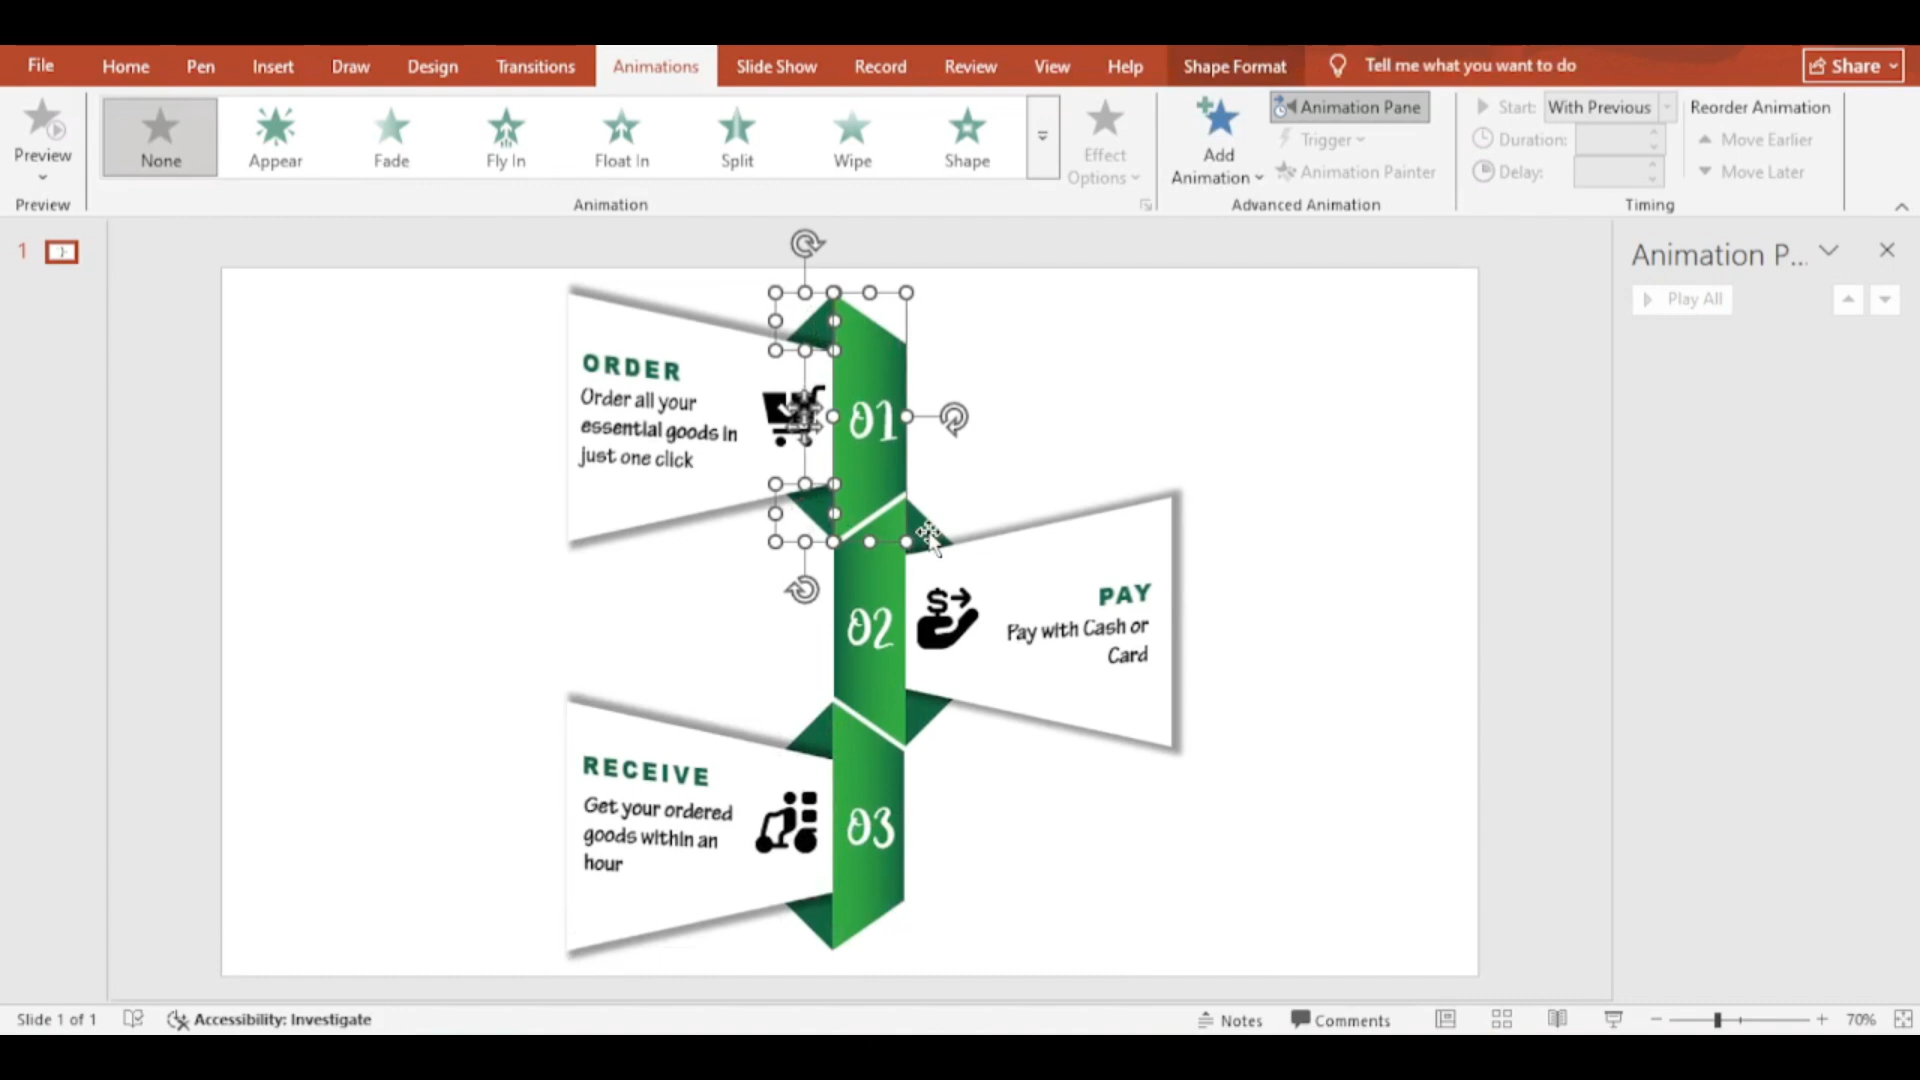 File Home Pen Insert Draw Design Transitions Animations Slide Show Record Review View Help Shape Format Tell me what you want to do Share
Preview
None Appear Fade Fly In Float In Split Wipe Shape
Effect
Options
Add
Animation
Animation Pane
Trigger
Animation Painter
Start: With Previous
Duration:
Delay:
Reorder Animation
Move Earlier
Move Later
Preview Animation Advanced Animation Timing
1
Animation P...
Play All
ORDER
Order all your
essential goods in
just one click
01
02
PAY
Pay with Cash or
Card
RECEIVE
Get your ordered
goods within an
hour
03
Slide 1 of 1 Accessibility: Investigate Notes Comments 70%